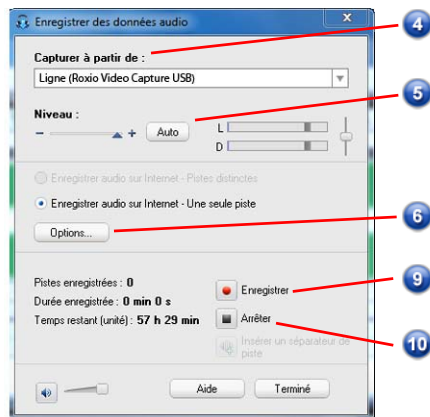 Enregistrer des données audio
x
4
Capturer à partir de :
Ligne (Roxio Video Capture USB)
5
Niveau :
- + Auto
L
D
Enregistrer audio sur Internet - Pistes distinctes
Enregistrer audio sur Internet - Une seule piste
6
Options...
Pistes enregistrées : 0
Durée enregistrée : 0 min 0 s
Temps restant (unité) : 57 h 29 min
Enregistrer
9
Arrêter
10
Insérer un séparateur de
piste
Aide
Terminé